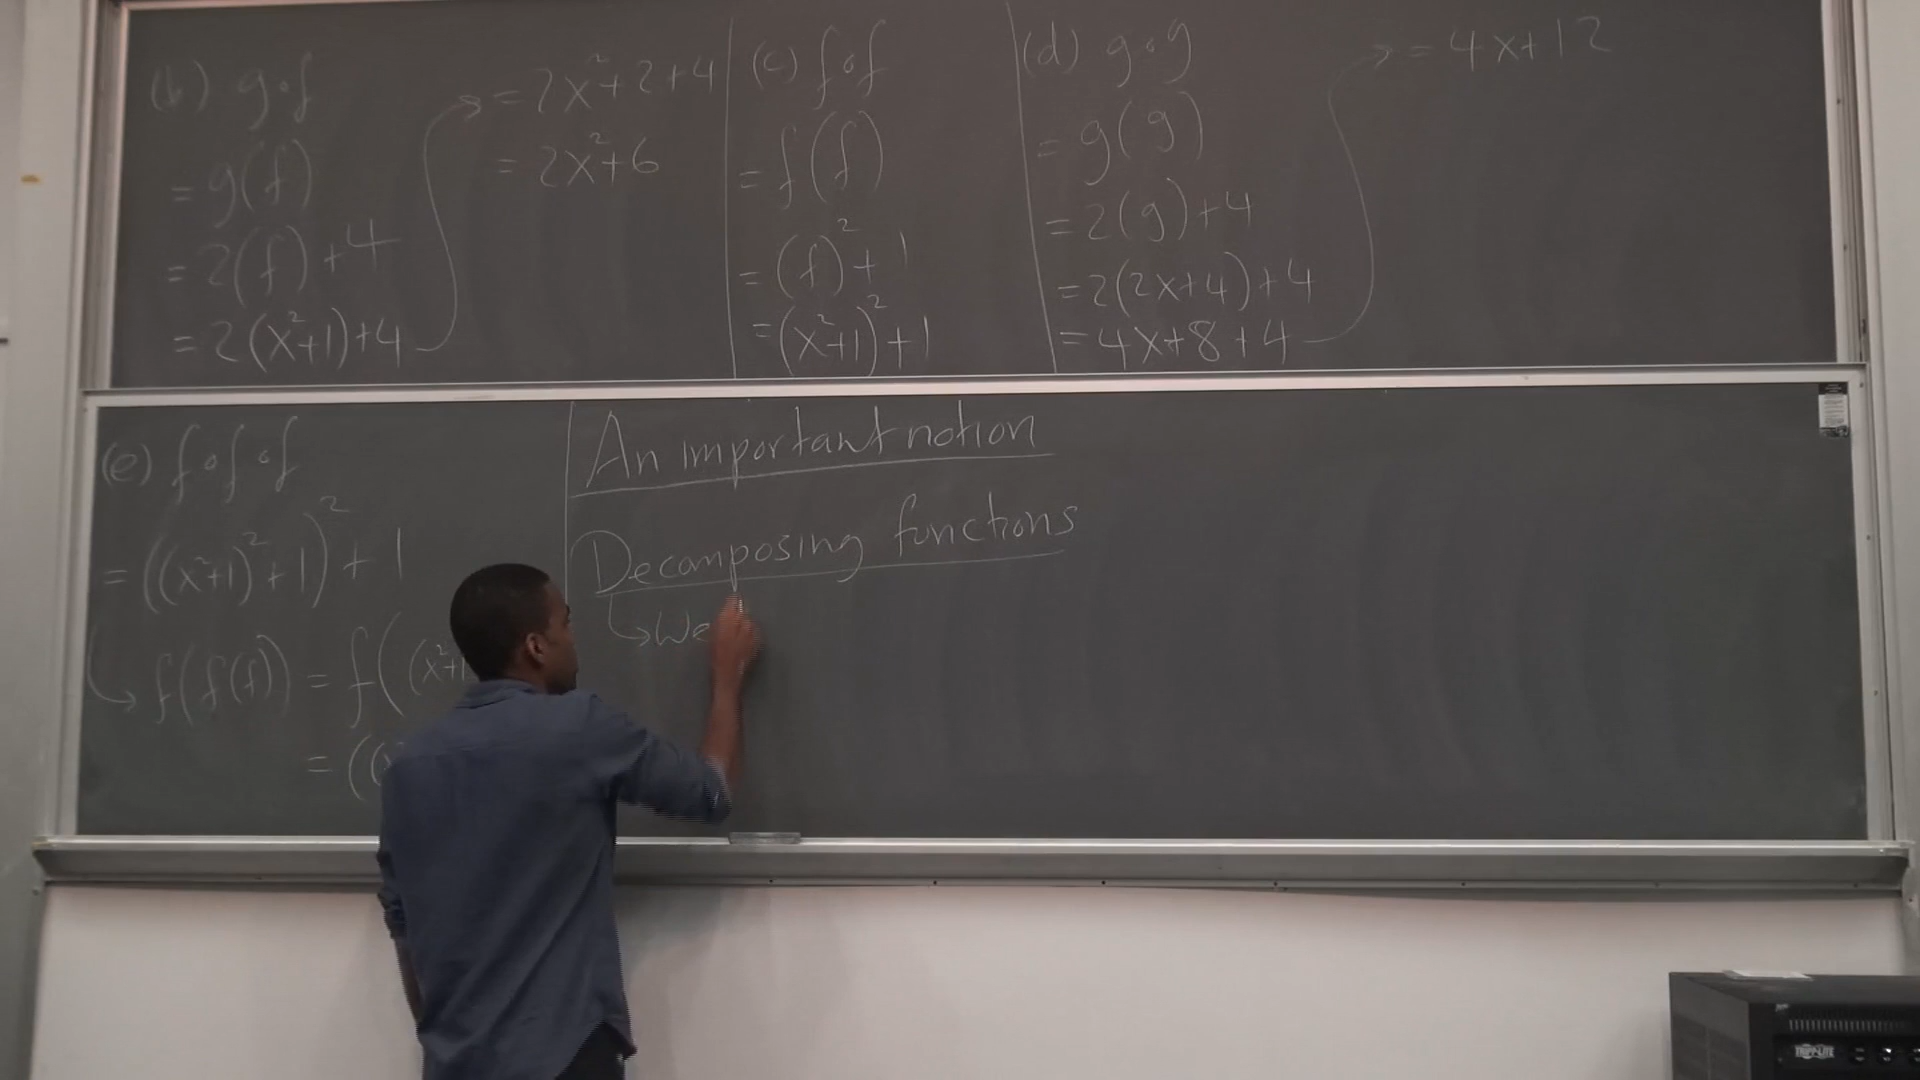 (b) g∘f
= g(f)
= 2(f)+4
= 2(x²+1)+4
= 2x²+2+4
= 2x²+6
(c) f∘f
= f(f)
= (f)²+1
= (x²+1)²+1
(d) g∘g
= g(g)
= 2(g)+4
= 2(2x+4)+4
= 4x+8+4
= 4x+12
(e) f∘f∘f
= ((x²+1)²+1)²+1
f(f(f)) = f((x²+1
= ((
An important notion
Decomposing functions
We
TRIPP-LITE